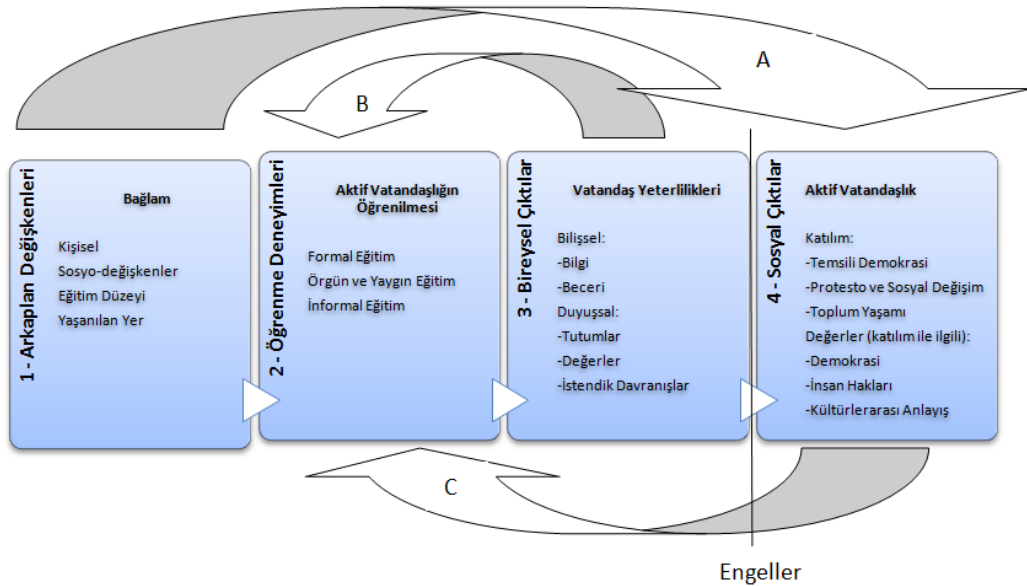 A
B
1 - Arkaplan Değişkenleri
Bağlam
Kişisel
Sosyo-değişkenler
Eğitim Düzeyi
Yaşanılan Yer
2 - Öğrenme Deneyimleri
Aktif Vatandaşlığın
Öğrenilmesi
Formal Eğitim
Örgün ve Yaygın Eğitim
İnformal Eğitim
3 - Bireysel Çıktılar
Vatandaş Yeterlilikleri
Bilişsel:
-Bilgi
-Beceri
Duyuşsal:
-Tutumlar
-Değerler
-İstendik Davranışlar
4 - Sosyal Çıktılar
Aktif Vatandaşlık
Katılım:
-Temsili Demokrasi
-Protesto ve Sosyal Değişim
-Toplum Yaşamı
Değerler (katılım ile ilgili):
-Demokrasi
-İnsan Hakları
-Kültürlerarası Anlayış
C
Engeller